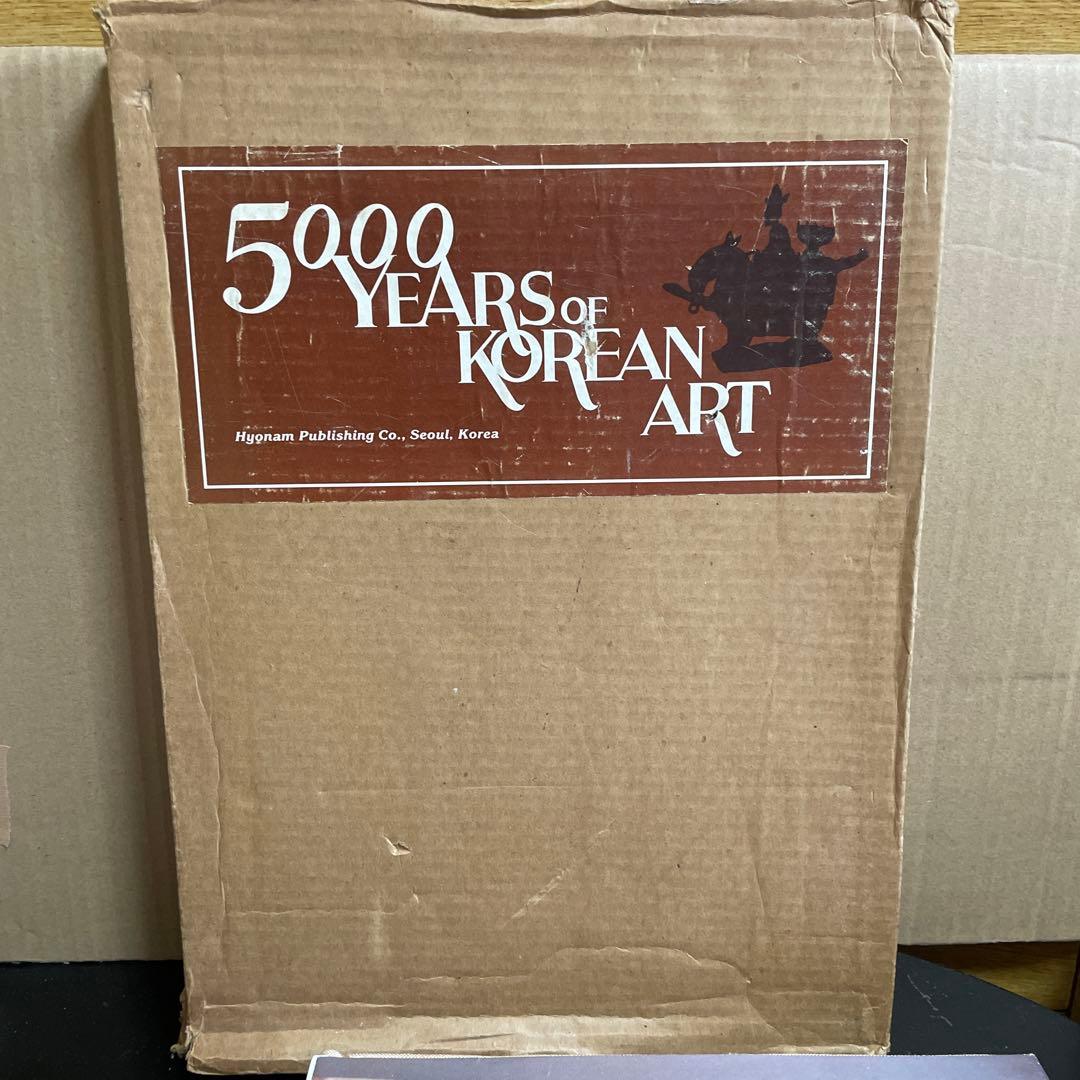 5000
YEARS OF
KOREAN
ART
Hyonam Publishing Co., Seoul, Korea